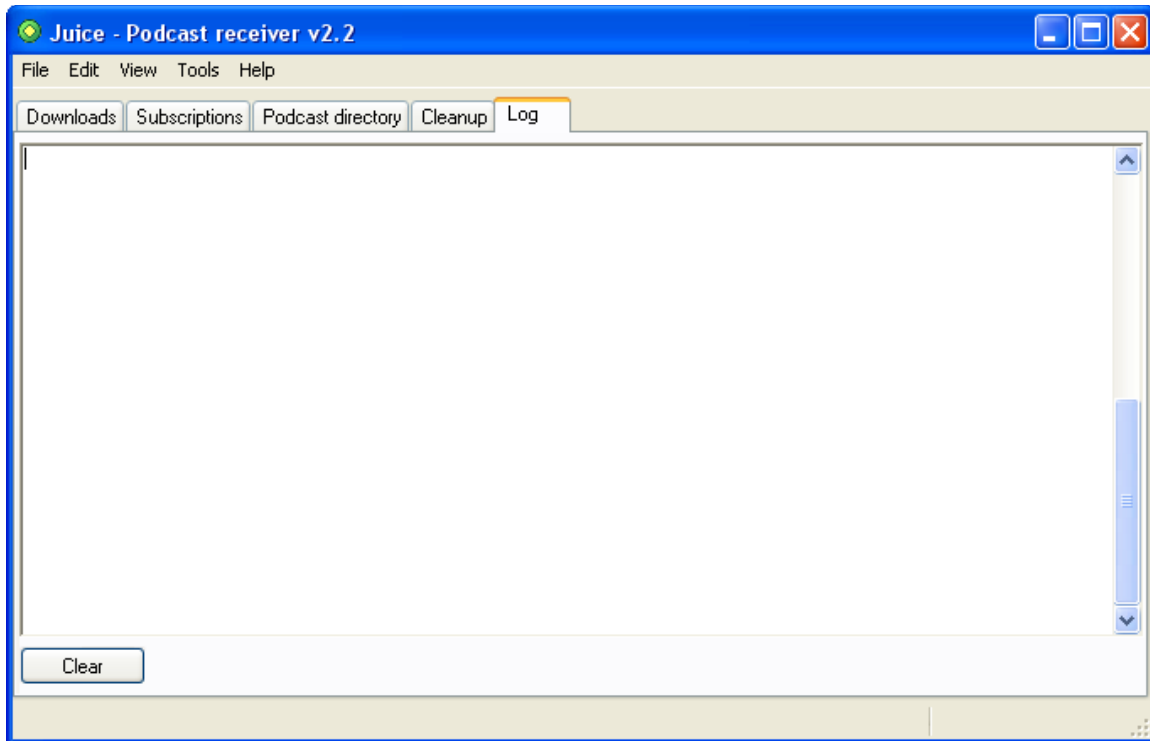 Juice - Podcast receiver v2.2
File Edit View Tools Help
Downloads Subscriptions Podcast directory Cleanup Log
Clear